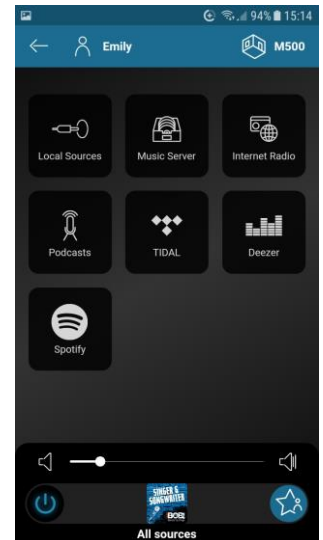 94% 15:14
Emily M500
Local Sources Music Server Internet Radio
Podcasts TIDAL Deezer
Spotify
SINGER &
SONGWRITER
BOB!
All sources